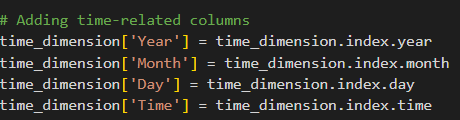 # Adding time-related columns
time_dimension['Year'] = time_dimension.index.year
time_dimension['Month'] = time_dimension.index.month
time_dimension['Day'] = time_dimension.index.day
time_dimension['Time'] = time_dimension.index.time